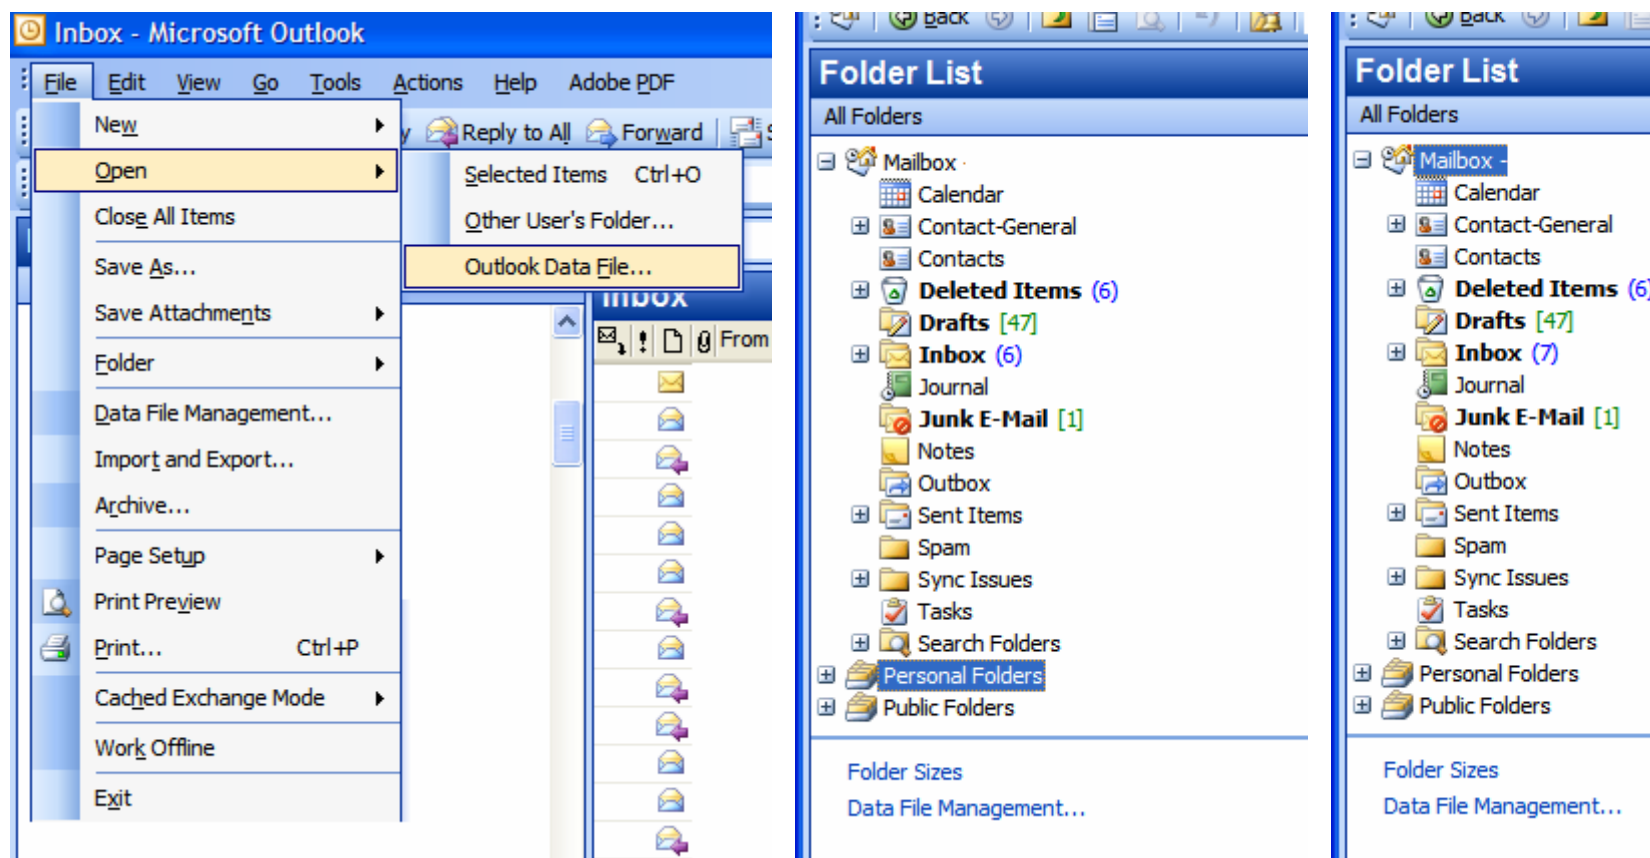 Inbox - Microsoft Outlook
File Edit View Go Tools Actions Help Adobe PDF
New
Reply to All Forward
Open
Selected Items Ctrl+O
Close All Items
Other User's Folder...
Save As...
Outlook Data File...
Inbox
Save Attachments
From
Folder
Data File Management...
Import and Export...
Archive...
Page Setup
Print Preview
Print... Ctrl+P
Cached Exchange Mode
Work Offline
Exit
Back
Folder List
All Folders
Mailbox -
Calendar
Contact-General
Contacts
Deleted Items (6)
Drafts [47]
Inbox (6)
Journal
Junk E-Mail [1]
Notes
Outbox
Sent Items
Spam
Sync Issues
Tasks
Search Folders
Personal Folders
Public Folders
Folder Sizes
Data File Management...
Back
Folder List
All Folders
Mailbox -
Calendar
Contact-General
Contacts
Deleted Items (6)
Drafts [47]
Inbox (7)
Journal
Junk E-Mail [1]
Notes
Outbox
Sent Items
Spam
Sync Issues
Tasks
Search Folders
Personal Folders
Public Folders
Folder Sizes
Data File Management...